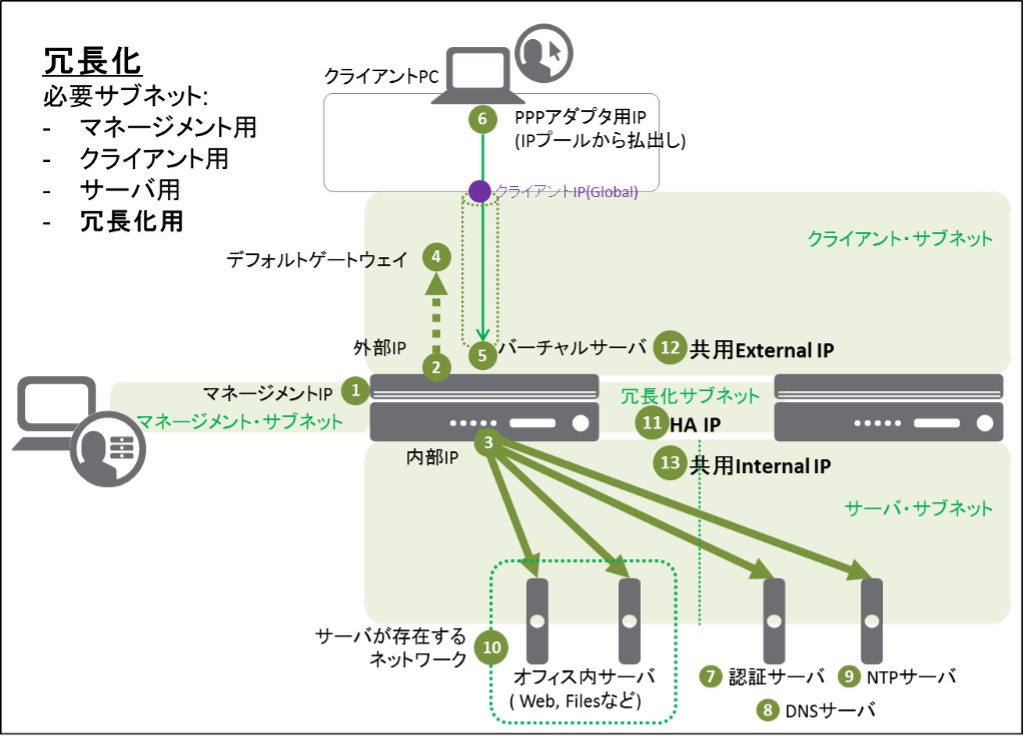 冗長化
必要サブネット:
- マネージメント用
- クライアント用
- サーバ用
- 冗長化用
クライアントPC
6 PPPアダプタ用IP
(IPプールから払出し)
クライアントIP(Global)
クライアント・サブネット
デフォルトゲートウェイ 4
外部IP
2
5 バーチャルサーバ
12 共用External IP
マネージメントIP 1
マネージメント・サブネット
冗長化サブネット
11 HA IP
3
内部IP
13 共用Internal IP
サーバ・サブネット
サーバが存在する
ネットワーク
10
オフィス内サーバ
( Web, Filesなど)
7 認証サーバ
9 NTPサーバ
8 DNSサーバ